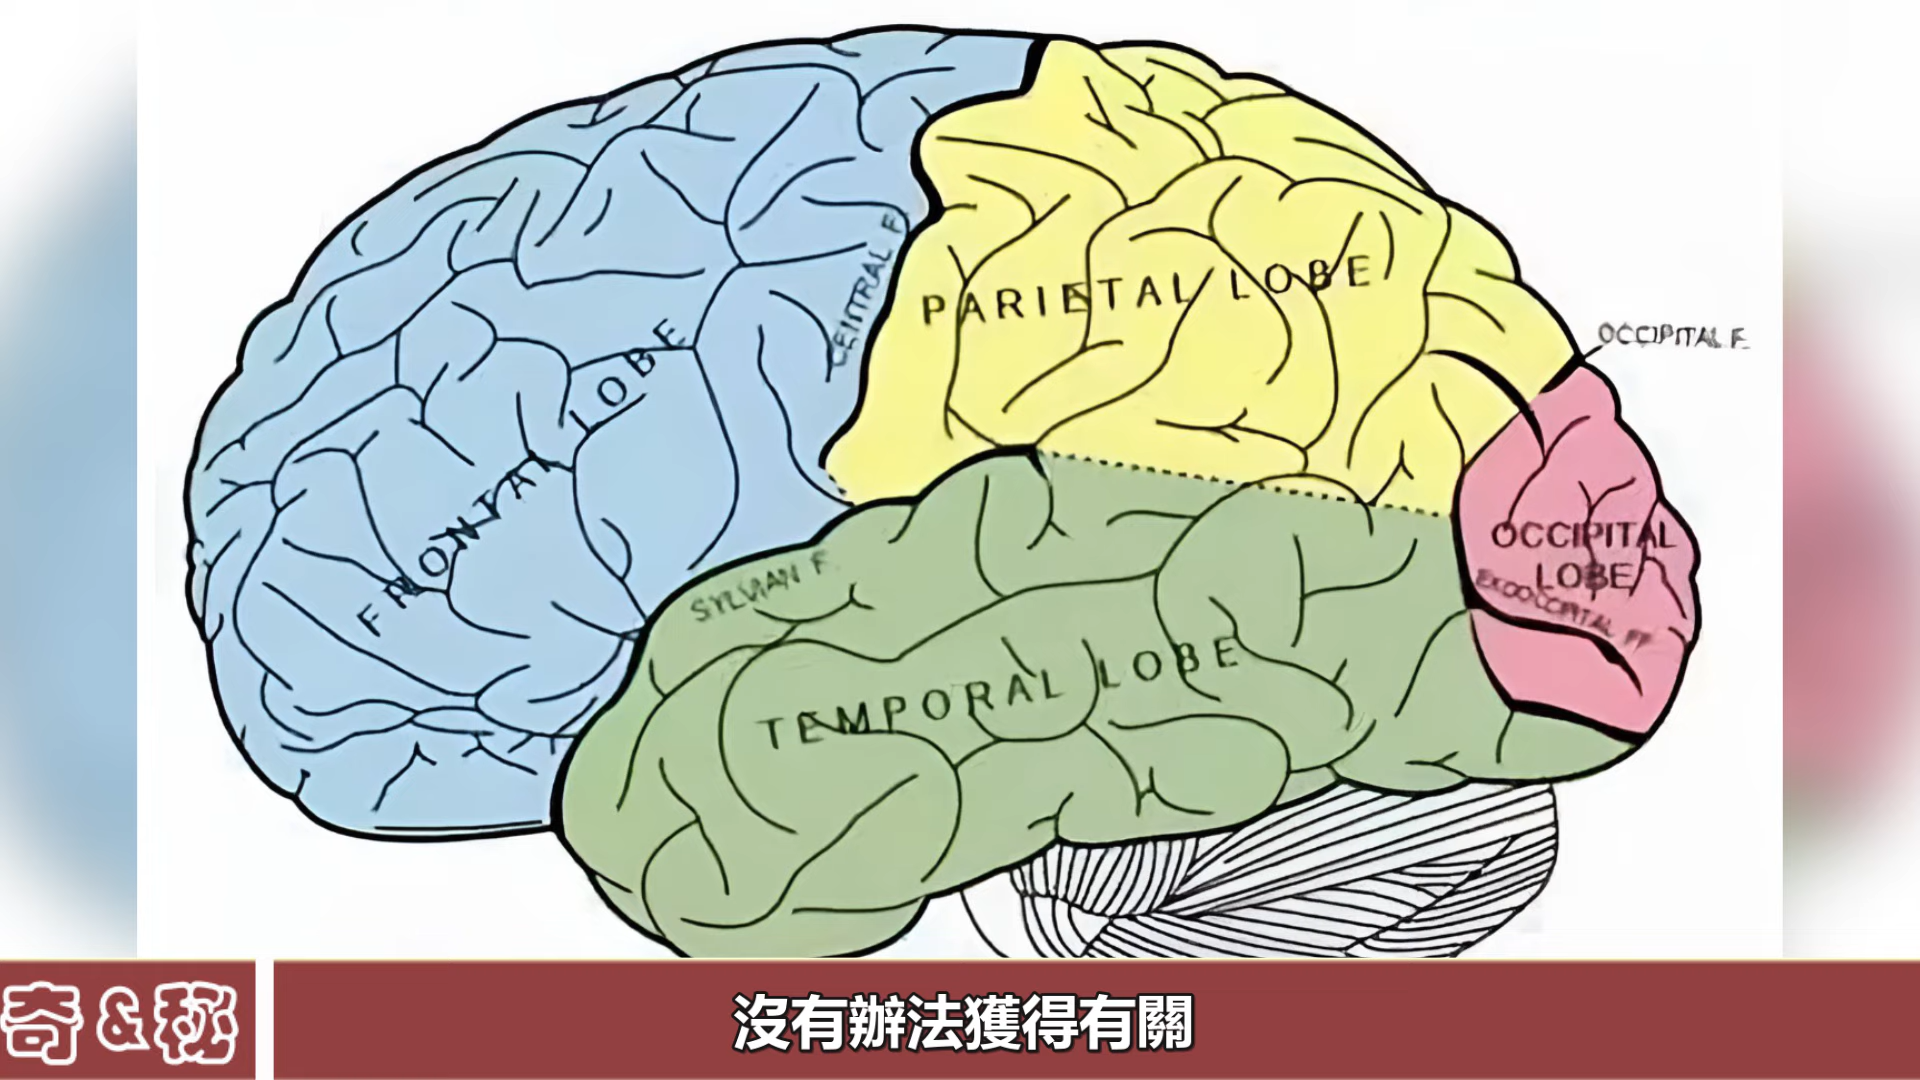 CENTRAL F.
PARIETAL LOBE
OCCIPITAL F.
FRONTAL LOBE
OCCIPITAL
LOBE
SYLVIAN F.
TEMPORAL LOBE
奇&秘
沒有辦法獲得有關